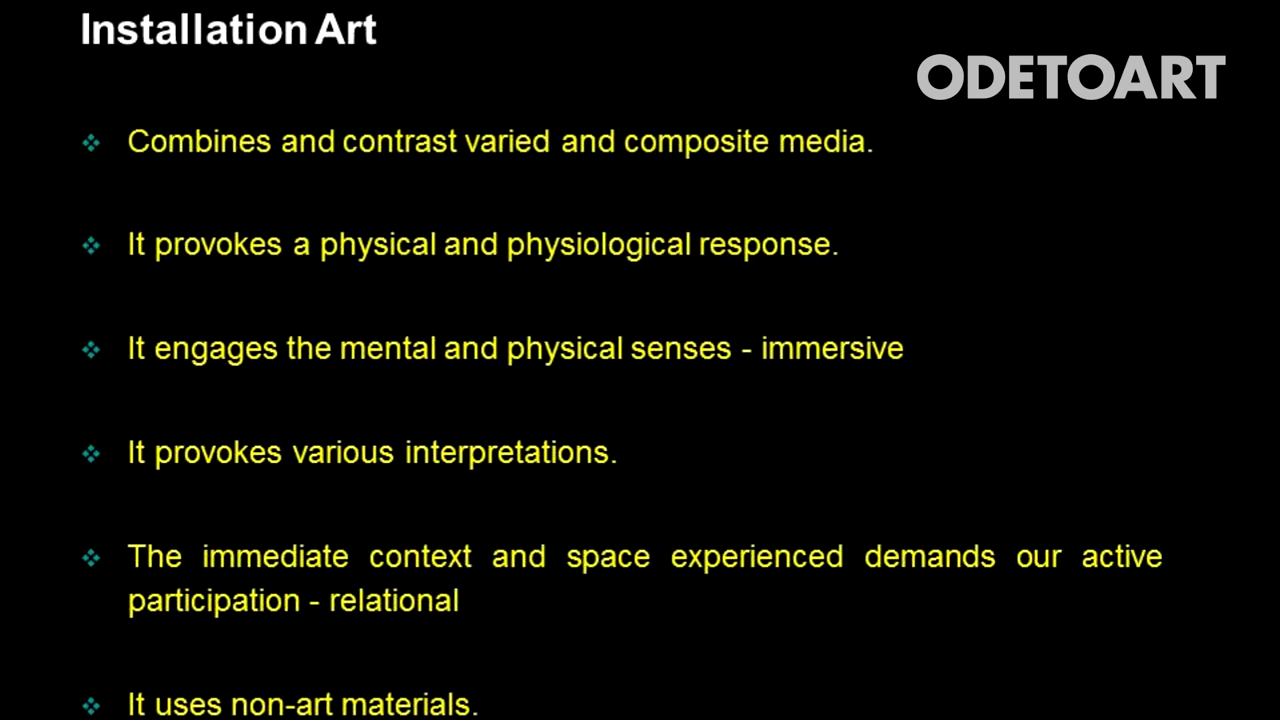 Installation Art
ODETOART
Combines and contrast varied and composite media.
It provokes a physical and physiological response.
It engages the mental and physical senses - immersive
It provokes various interpretations.
The immediate context and space experienced demands our active
participation - relational
It uses non-art materials.